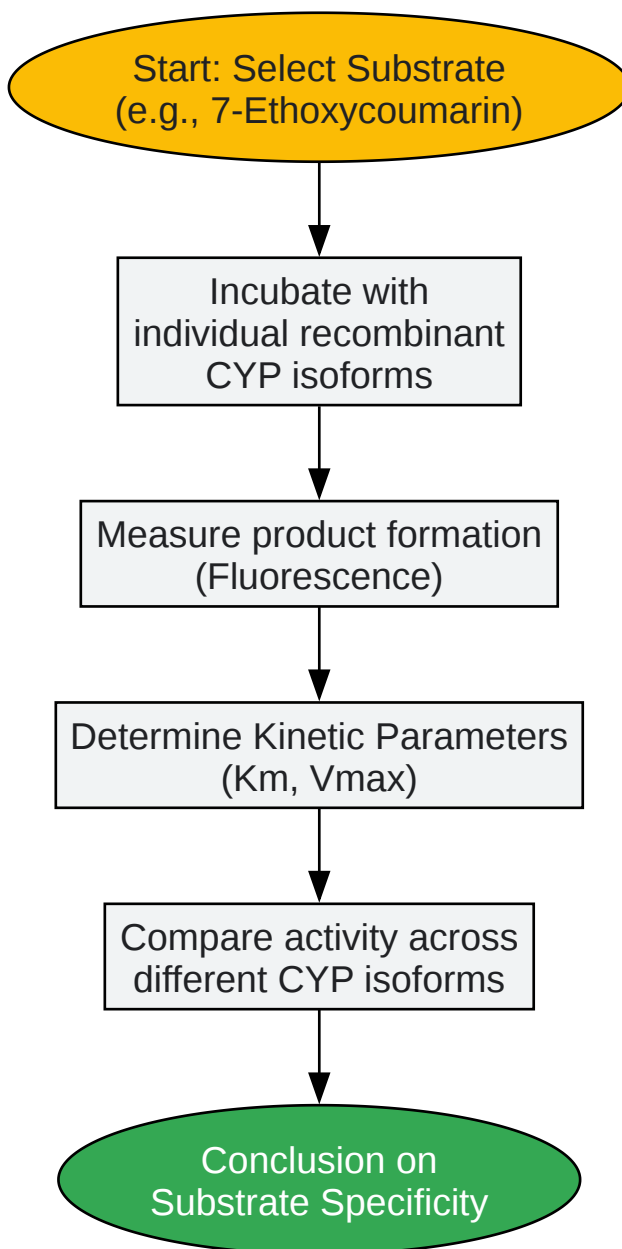 Start: Select Substrate
(e.g., 7-Ethoxycoumarin)
Incubate with
individual recombinant
CYP isoforms
Measure product formation
(Fluorescence)
Determine Kinetic Parameters
(Km, Vmax)
Compare activity across
different CYP isoforms
Conclusion on
Substrate Specificity